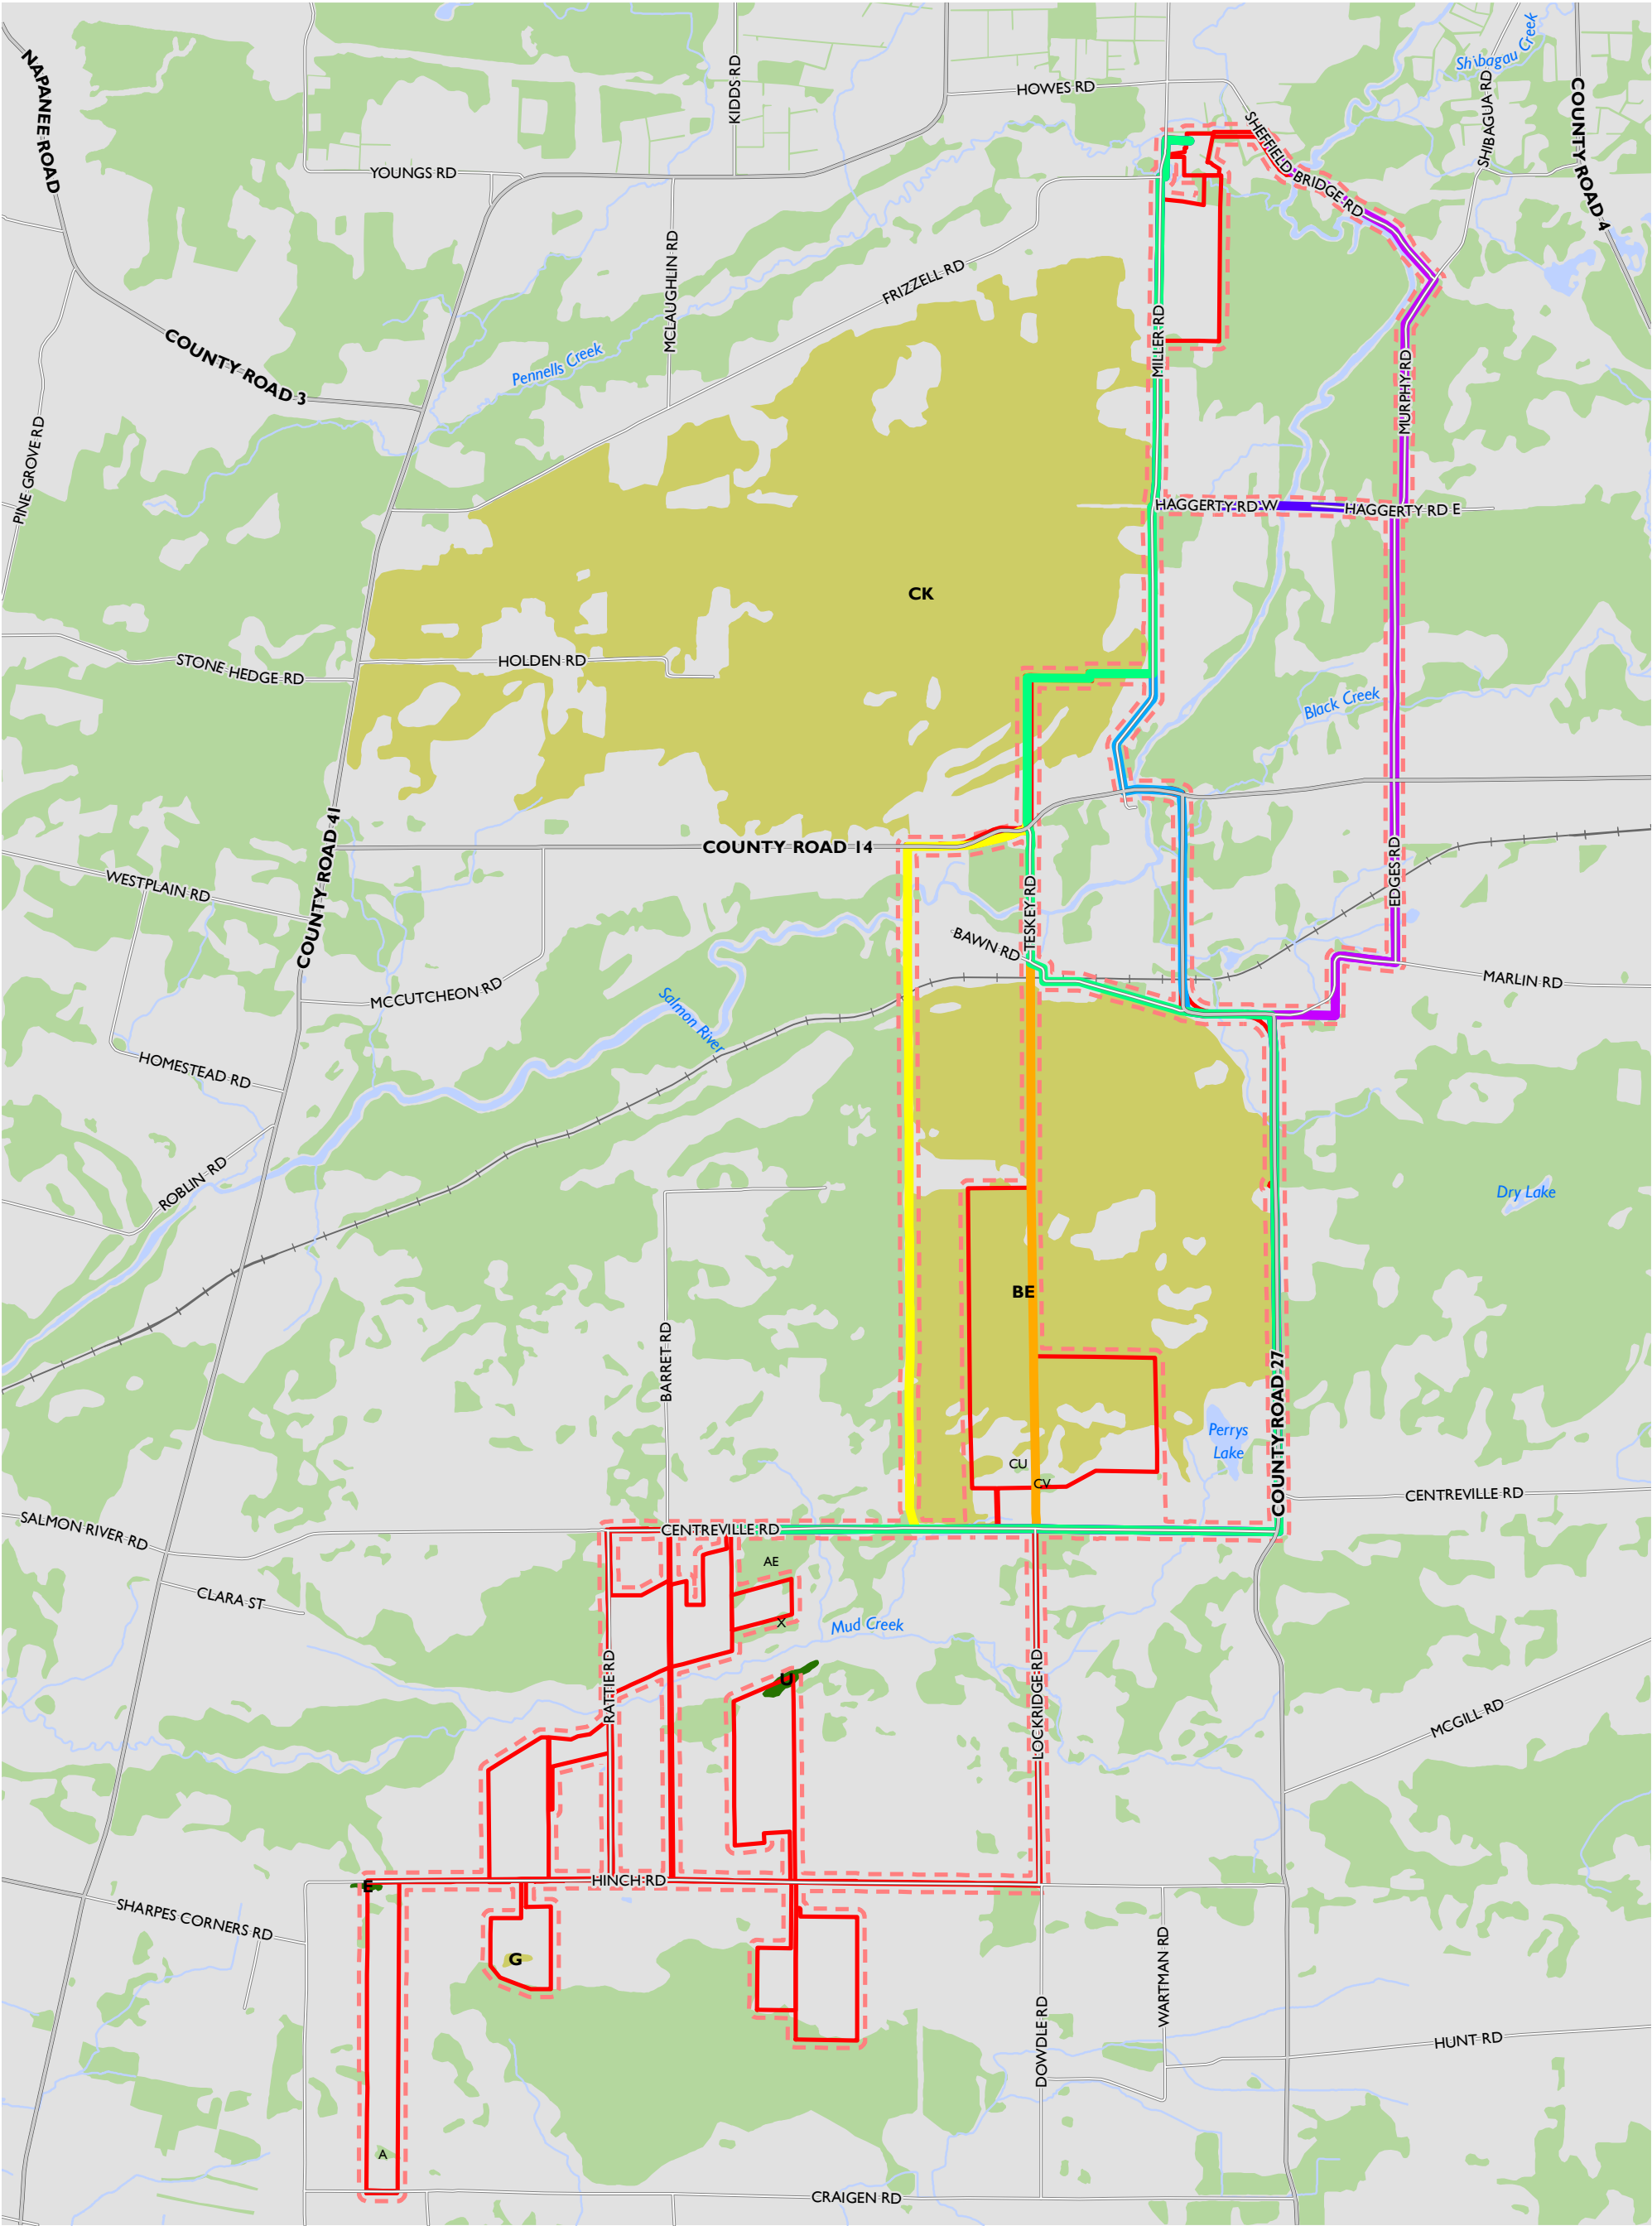 Shibagau Creek
NAPANEE ROAD
KIDDS RD
HOWES RD
SHIBAGUA RD
COUNTY ROAD 4
SHEFFIELD BRIDGE RD
YOUNGS RD
MCLAUGHLIN RD
FRIZZELL RD
MILLER RD
COUNTY ROAD 3
Pennells Creek
MURPHY RD
PINE GROVE RD
HAGGERTY RD W
HAGGERTY RD E
CK
STONE HEDGE RD
HOLDEN RD
Black Creek
COUNTY ROAD 14
COUNTY ROAD 41
WESTPLAIN RD
TESKEY RD
EDGES RD
BAWN RD
MCCUTCHEON RD
MARLIN RD
Salmon River
HOMESTEAD RD
ROBLIN RD
Dry Lake
BE
BARRET RD
COUNTY ROAD 27
Perrys
Lake
CU
CV
CENTREVILLE RD
SALMON RIVER RD
CENTREVILLE RD
AE
CLARA ST
X
Mud Creek
U
RATTIE RD
LOCKRIDGE RD
MCGILL RD
HINCH RD
E
SHARPES CORNERS RD
G
WARTMAN RD
DOWDLE RD
HUNT RD
A
CRAIGEN RD